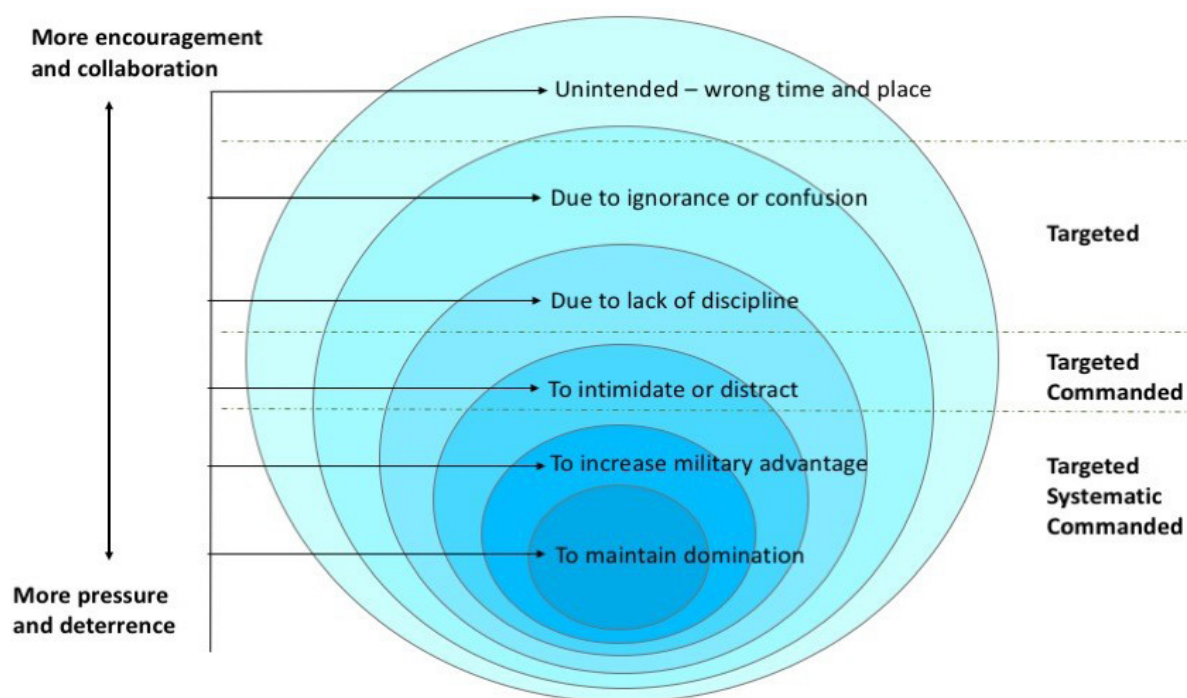 More encouragement
and collaboration
Unintended – wrong time and place
Due to ignorance or confusion
Targeted
Due to lack of discipline
To intimidate or distract
Targeted
Commanded
To increase military advantage
Targeted
Systematic
Commanded
To maintain domination
More pressure
and deterrence